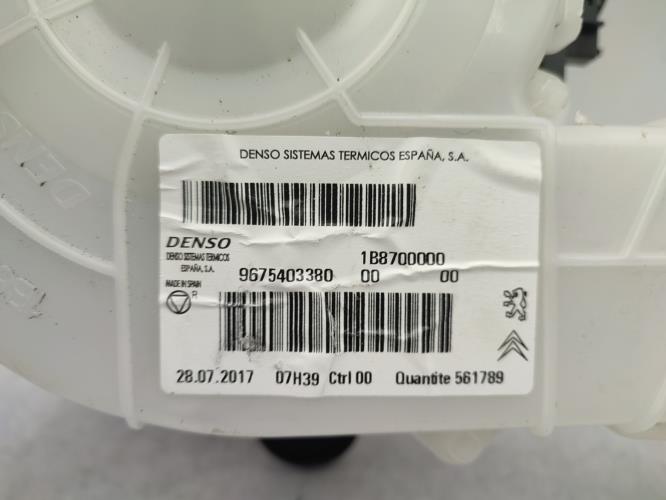 DENSO SISTEMAS TERMICOS ESPAÑA, S.A.
DENSO
DENSO SISTEMAS TERMICOS
ESPAÑA, S.A.
1B8700000
9675403380 00 00
MADE IN SPAIN
28.07.2017 07H39 Ctrl 00 Quantite 561789